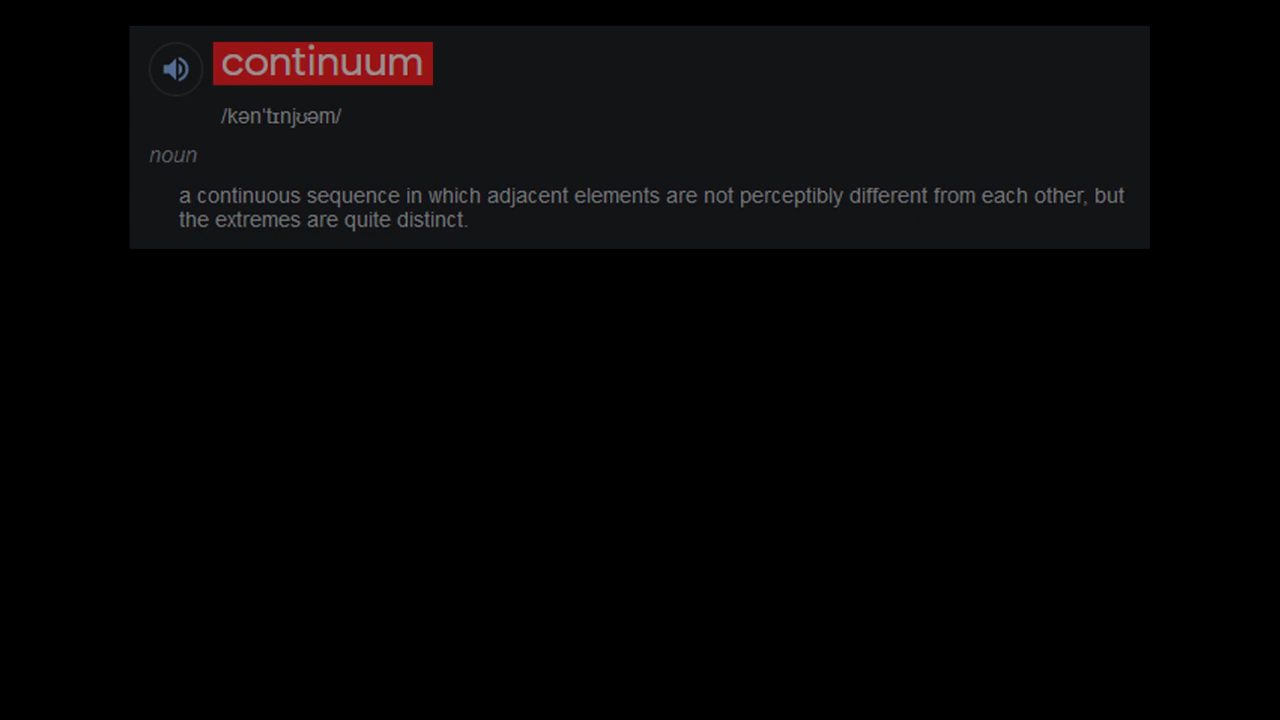 continuum
/kənˈtɪnjʊəm/
noun
a continuous sequence in which adjacent elements are not perceptibly different from each other, but
the extremes are quite distinct.